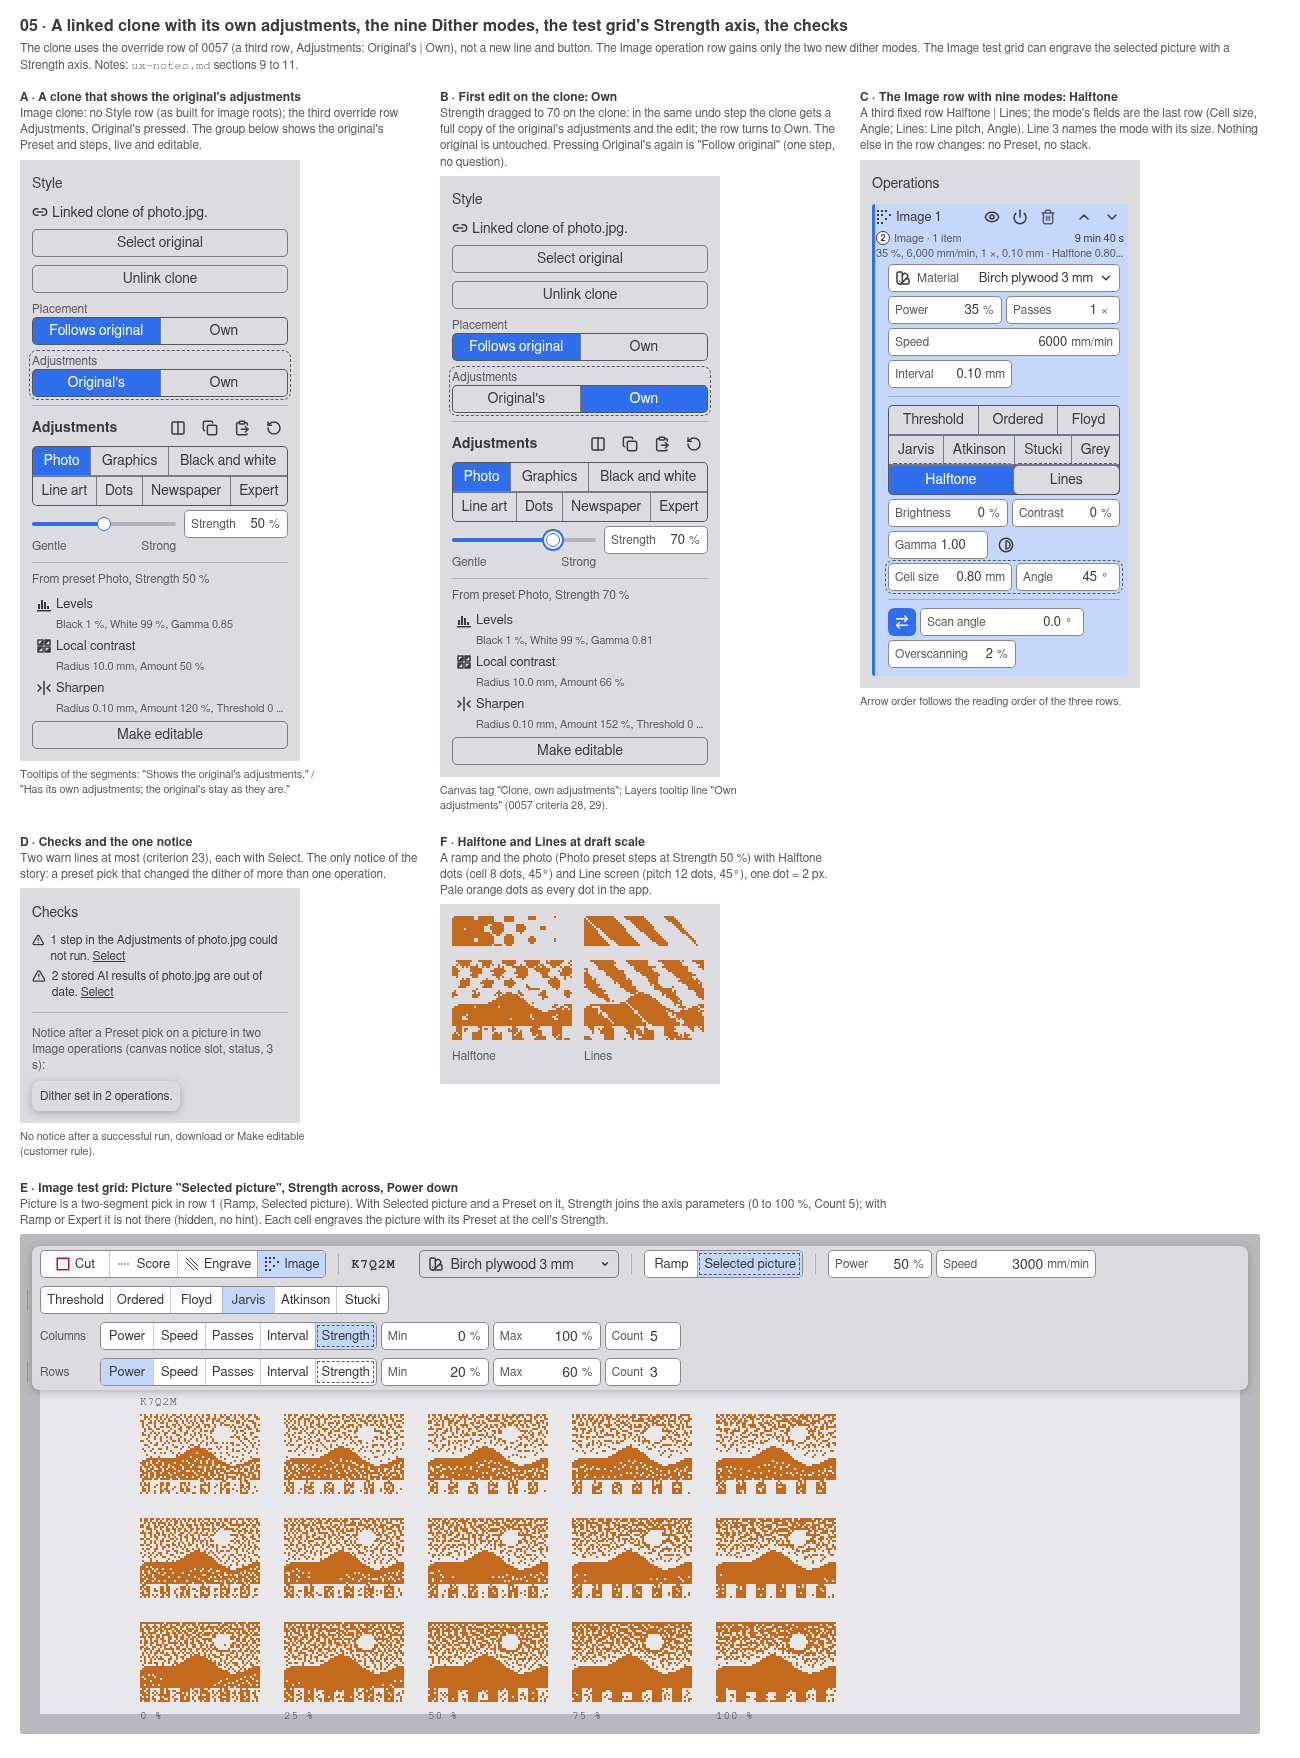 05 · A linked clone with its own adjustments, the nine Dither modes, the test grid's Strength axis, the checks
The clone uses the override row of 0057 (a third row, Adjustments: Original's | Own), not a new line and button. The Image operation row gains only the two new dither modes. The Image test grid can engrave the selected picture with a
Strength axis. Notes: ux-notes.md sections 9 to 11.
A · A clone that shows the original's adjustments
Image clone: no Style row (as built for image roots); the third override row
Adjustments, Original's pressed. The group below shows the original's
Preset and steps, live and editable.
Style
Linked clone of photo.jpg.
Select original
Unlink clone
Placement
Follows original Own
Adjustments
Original's Own
Adjustments
Photo Graphics Black and white
Line art Dots Newspaper Expert
Strength 50 %
Gentle Strong
From preset Photo, Strength 50 %
Levels
Black 1 %, White 99 %, Gamma 0.85
Local contrast
Radius 10.0 mm, Amount 50 %
Sharpen
Radius 0.10 mm, Amount 120 %, Threshold 0 ...
Make editable
Tooltips of the segments: "Shows the original's adjustments." /
"Has its own adjustments; the original's stay as they are."
B · First edit on the clone: Own
Strength dragged to 70 on the clone: in the same undo step the clone gets a
full copy of the original's adjustments and the edit; the row turns to Own. The
original is untouched. Pressing Original's again is "Follow original" (one step,
no question).
Style
Linked clone of photo.jpg.
Select original
Unlink clone
Placement
Follows original Own
Adjustments
Original's Own
Adjustments
Photo Graphics Black and white
Line art Dots Newspaper Expert
Strength 70 %
Gentle Strong
From preset Photo, Strength 70 %
Levels
Black 1 %, White 99 %, Gamma 0.81
Local contrast
Radius 10.0 mm, Amount 66 %
Sharpen
Radius 0.10 mm, Amount 152 %, Threshold 0 ...
Make editable
Canvas tag "Clone, own adjustments"; Layers tooltip line "Own
adjustments" (0057 criteria 28, 29).
C · The Image row with nine modes: Halftone
A third fixed row Halftone | Lines; the mode's fields are the last row (Cell size,
Angle; Lines: Line pitch, Angle). Line 3 names the mode with its size. Nothing
else in the row changes: no Preset, no stack.
Operations
Image 1
2 Image · 1 item 9 min 40 s
35 %, 6,000 mm/min, 1 ×, 0.10 mm · Halftone 0.80...
Material Birch plywood 3 mm
Power 35 % Passes 1 ×
Speed 6000 mm/min
Interval 0.10 mm
Threshold Ordered Floyd
Jarvis Atkinson Stucki Grey
Halftone Lines
Brightness 0 % Contrast 0 %
Gamma 1.00
Cell size 0.80 mm Angle 45 °
Scan angle 0.0 °
Overscanning 2 %
Arrow order follows the reading order of the three rows.
D · Checks and the one notice
Two warn lines at most (criterion 23), each with Select. The only notice of the
story: a preset pick that changed the dither of more than one operation.
Checks
1 step in the Adjustments of photo.jpg could
not run. Select
2 stored AI results of photo.jpg are out of
date. Select
Notice after a Preset pick on a picture in two
Image operations (canvas notice slot, status, 3
s):
Dither set in 2 operations.
No notice after a successful run, download or Make editable
(customer rule).
F · Halftone and Lines at draft scale
A ramp and the photo (Photo preset steps at Strength 50 %) with Halftone
dots (cell 8 dots, 45°) and Line screen (pitch 12 dots, 45°), one dot = 2 px.
Pale orange dots as every dot in the app.
Halftone Lines
E · Image test grid: Picture "Selected picture", Strength across, Power down
Picture is a two-segment pick in row 1 (Ramp, Selected picture). With Selected picture and a Preset on it, Strength joins the axis parameters (0 to 100 %, Count 5); with
Ramp or Expert it is not there (hidden, no hint). Each cell engraves the picture with its Preset at the cell's Strength.
Cut Score Engrave Image K7Q2M Birch plywood 3 mm Ramp Selected picture Power 50 % Speed 3000 mm/min
Threshold Ordered Floyd Jarvis Atkinson Stucki
Columns Power Speed Passes Interval Strength Min 0 % Max 100 % Count 5
Rows Power Speed Passes Interval Strength Min 20 % Max 60 % Count 3
K7Q2M
0 % 25 % 50 % 75 % 100 %